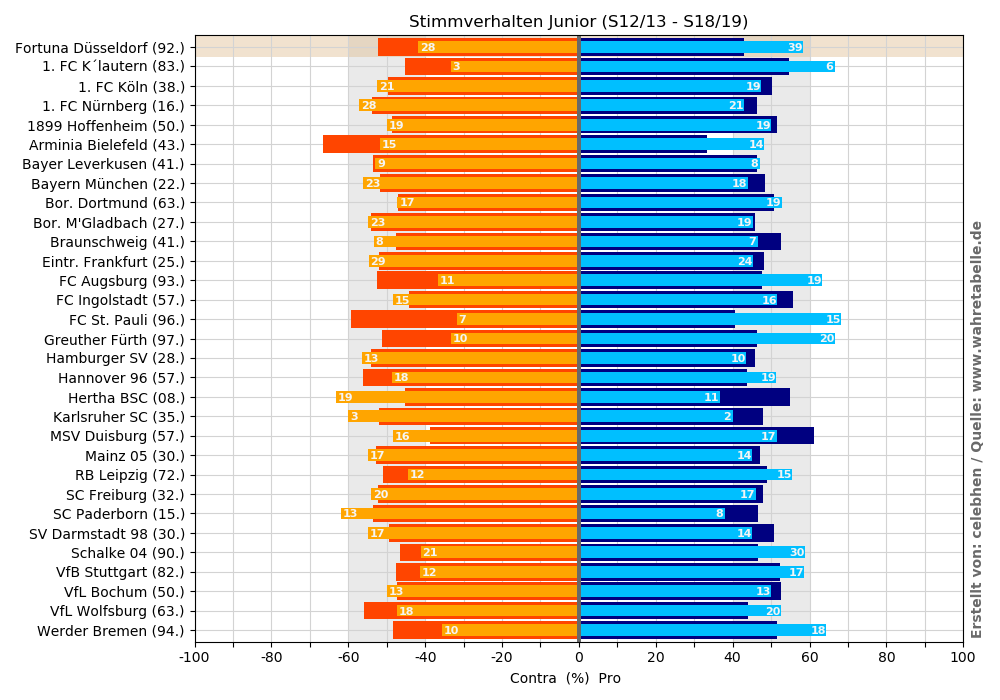 Stimmverhalten Junior (S12/13 - S18/19)
Fortuna Düsseldorf (92.) 28 39
1. FC K´lautern (83.) 3 6
1. FC Köln (38.) 21 19
1. FC Nürnberg (16.) 28 21
1899 Hoffenheim (50.) 19 19
Arminia Bielefeld (43.) 15 14
Bayer Leverkusen (41.) 9 8
Bayern München (22.) 23 18
Bor. Dortmund (63.) 17 19
Bor. M'Gladbach (27.) 23 19
Braunschweig (41.) 8 7
Eintr. Frankfurt (25.) 29 24
FC Augsburg (93.) 11 19
FC Ingolstadt (57.) 15 16
FC St. Pauli (96.) 7 15
Greuther Fürth (97.) 10 20
Hamburger SV (28.) 13 10
Hannover 96 (57.) 18 19
Hertha BSC (08.) 19 11
Karlsruher SC (35.) 3 2
MSV Duisburg (57.) 16 17
Mainz 05 (30.) 17 14
RB Leipzig (72.) 12 15
SC Freiburg (32.) 20 17
SC Paderborn (15.) 13 8
SV Darmstadt 98 (30.) 17 14
Schalke 04 (90.) 21 30
VfB Stuttgart (82.) 12 17
VfL Bochum (50.) 13 13
VfL Wolfsburg (63.) 18 20
Werder Bremen (94.) 10 18
-100 -80 -60 -40 -20 0 20 40 60 80 100
Contra (%) Pro
Erstellt von: celebhen / Quelle: www.wahretabelle.de